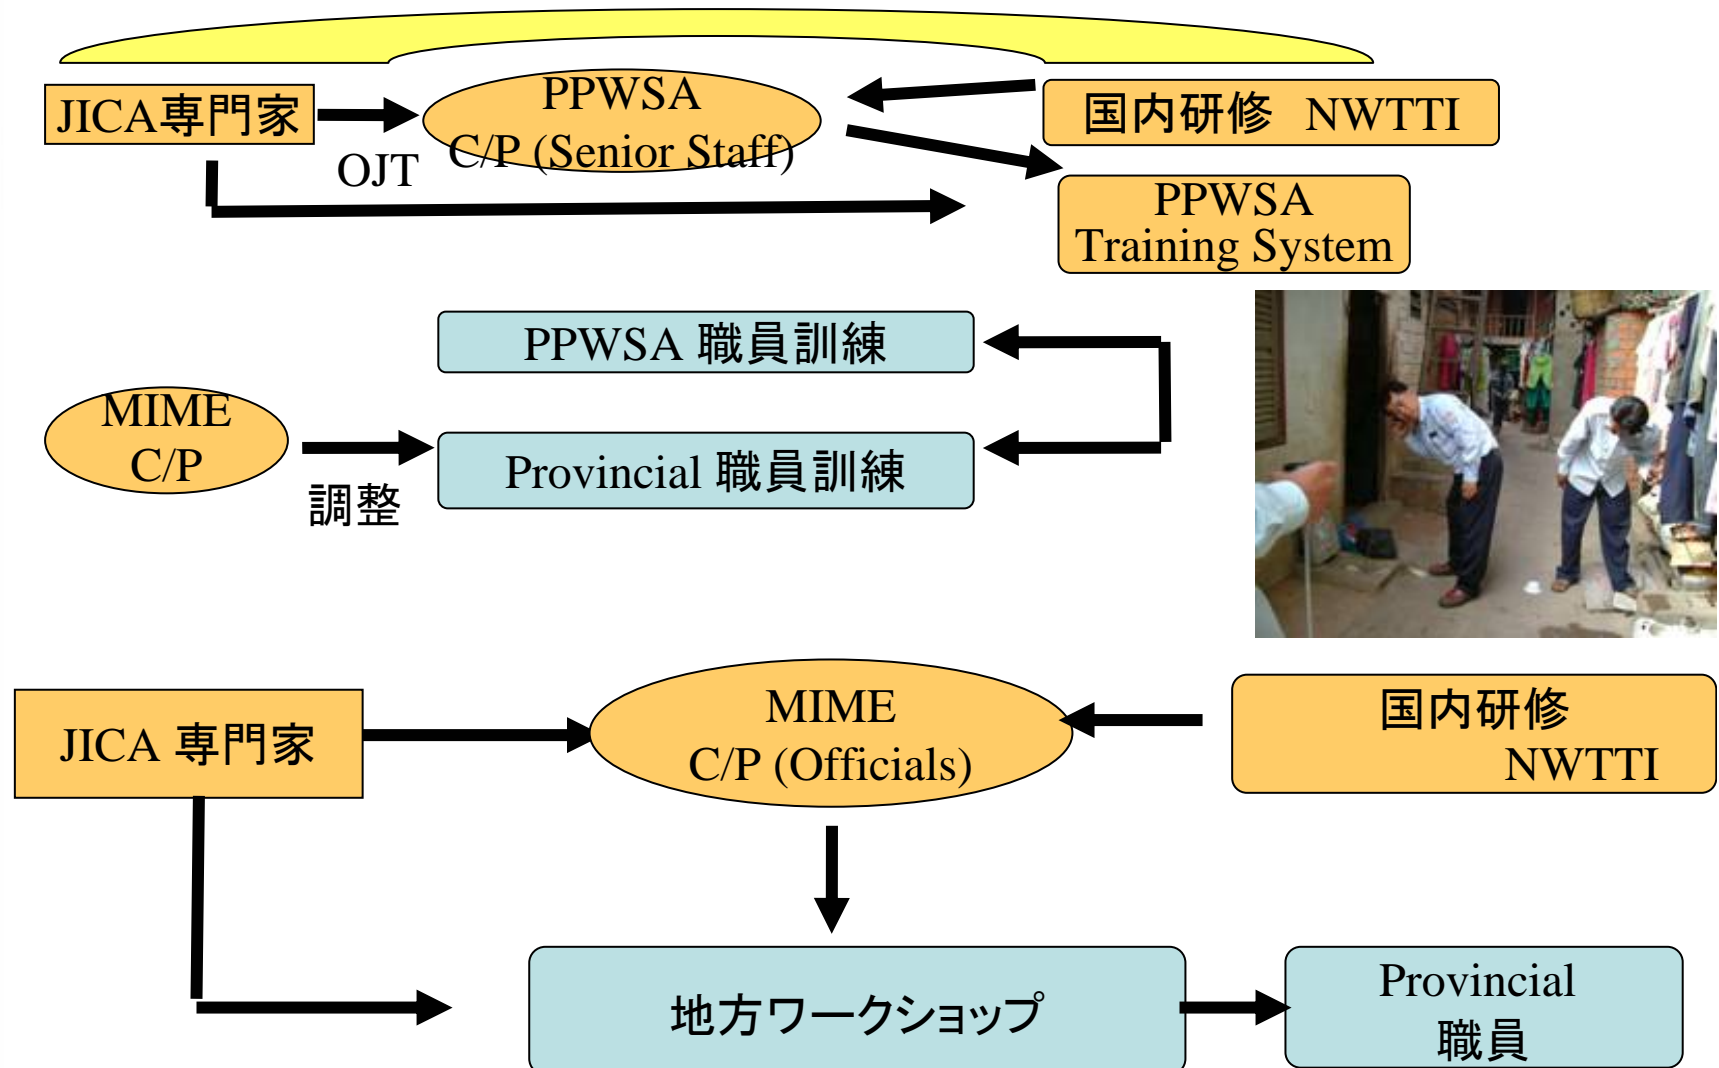 JICA専門家
PPWSA
C/P (Senior Staff)
国内研修 NWTTI
OJT
PPWSA
Training System
PPWSA 職員訓練
MIME
C/P
Provincial 職員訓練
調整
JICA 専門家
MIME
C/P (Officials)
国内研修
NWTTI
地方ワークショップ
Provincial
職員